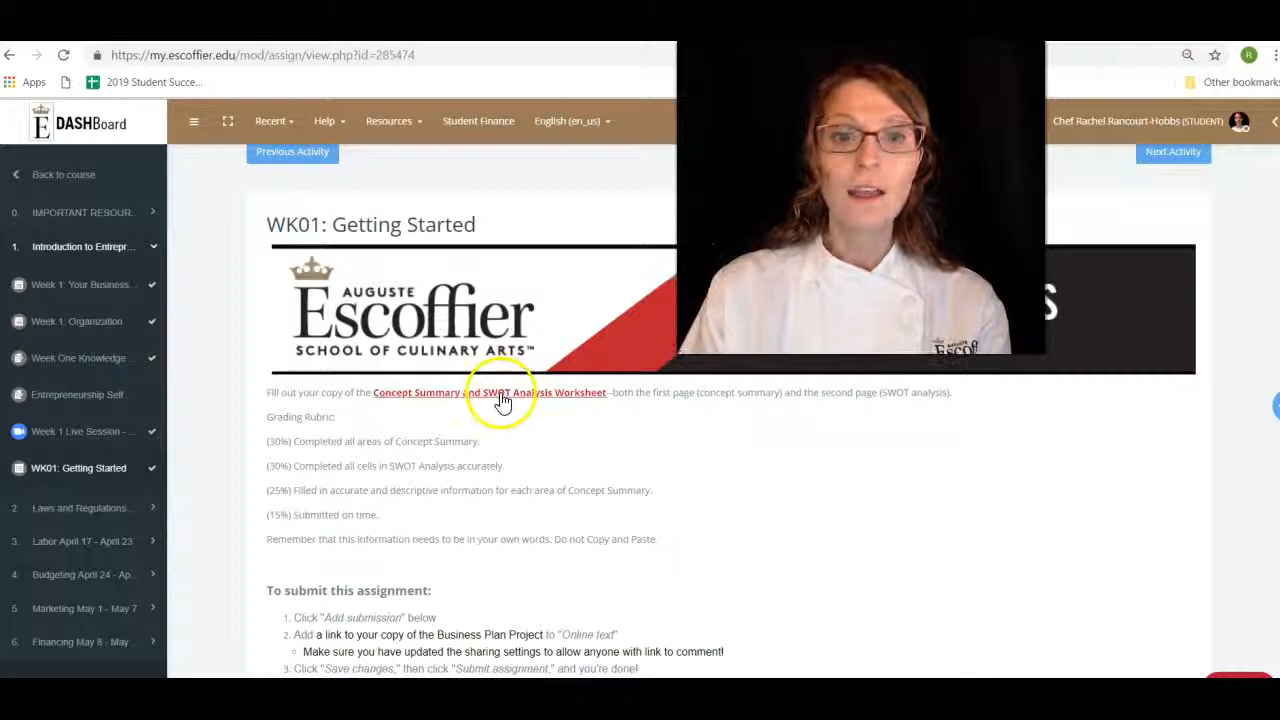 https://my.escoffier.edu/mod/assign/view.php?id=285474
Apps
2019 Student Succe...
Other bookmarks
R
E DASHBoard
Recent
Help
Resources
Student Finance
English (en_us)
Chef Rachel Rancourt-Hobbs (STUDENT)
Back to course
0. IMPORTANT RESOUR..
1. Introduction to Entrepr...
Week 1: Your Business...
Week 1: Organization
Week One Knowledge ...
Entrepreneurship Self ..
Week 1 Live Session - ...
WK01: Getting Started
2. Laws and Regulations ..
3. Labor April 17 - April 23
4. Budgeting April 24 - Ap..
5. Marketing May 1 - May 7
6. Financing May 8 - May ..
Previous Activity
Next Activity
WK01: Getting Started
AUGUSTE
Escoffier
SCHOOL OF CULINARY ARTS™
S
Escoff
Fill out your copy of the Concept Summary and SWOT Analysis Worksheet--both the first page (concept summary) and the second page (SWOT analysis).
Grading Rubric:
(30%) Completed all areas of Concept Summary.
(30%) Completed all cells in SWOT Analysis accurately.
(25%) Filled in accurate and descriptive information for each area of Concept Summary.
(15%) Submitted on time..
Remember that this information needs to be in your own words. Do not Copy and Paste.
To submit this assignment:
1. Click "Add submission" below
2. Add a link to your copy of the Business Plan Project to "Online text"
Make sure you have updated the sharing settings to allow anyone with link to comment!
3. Click "Save changes," then click "Submit assignment," and you're done!